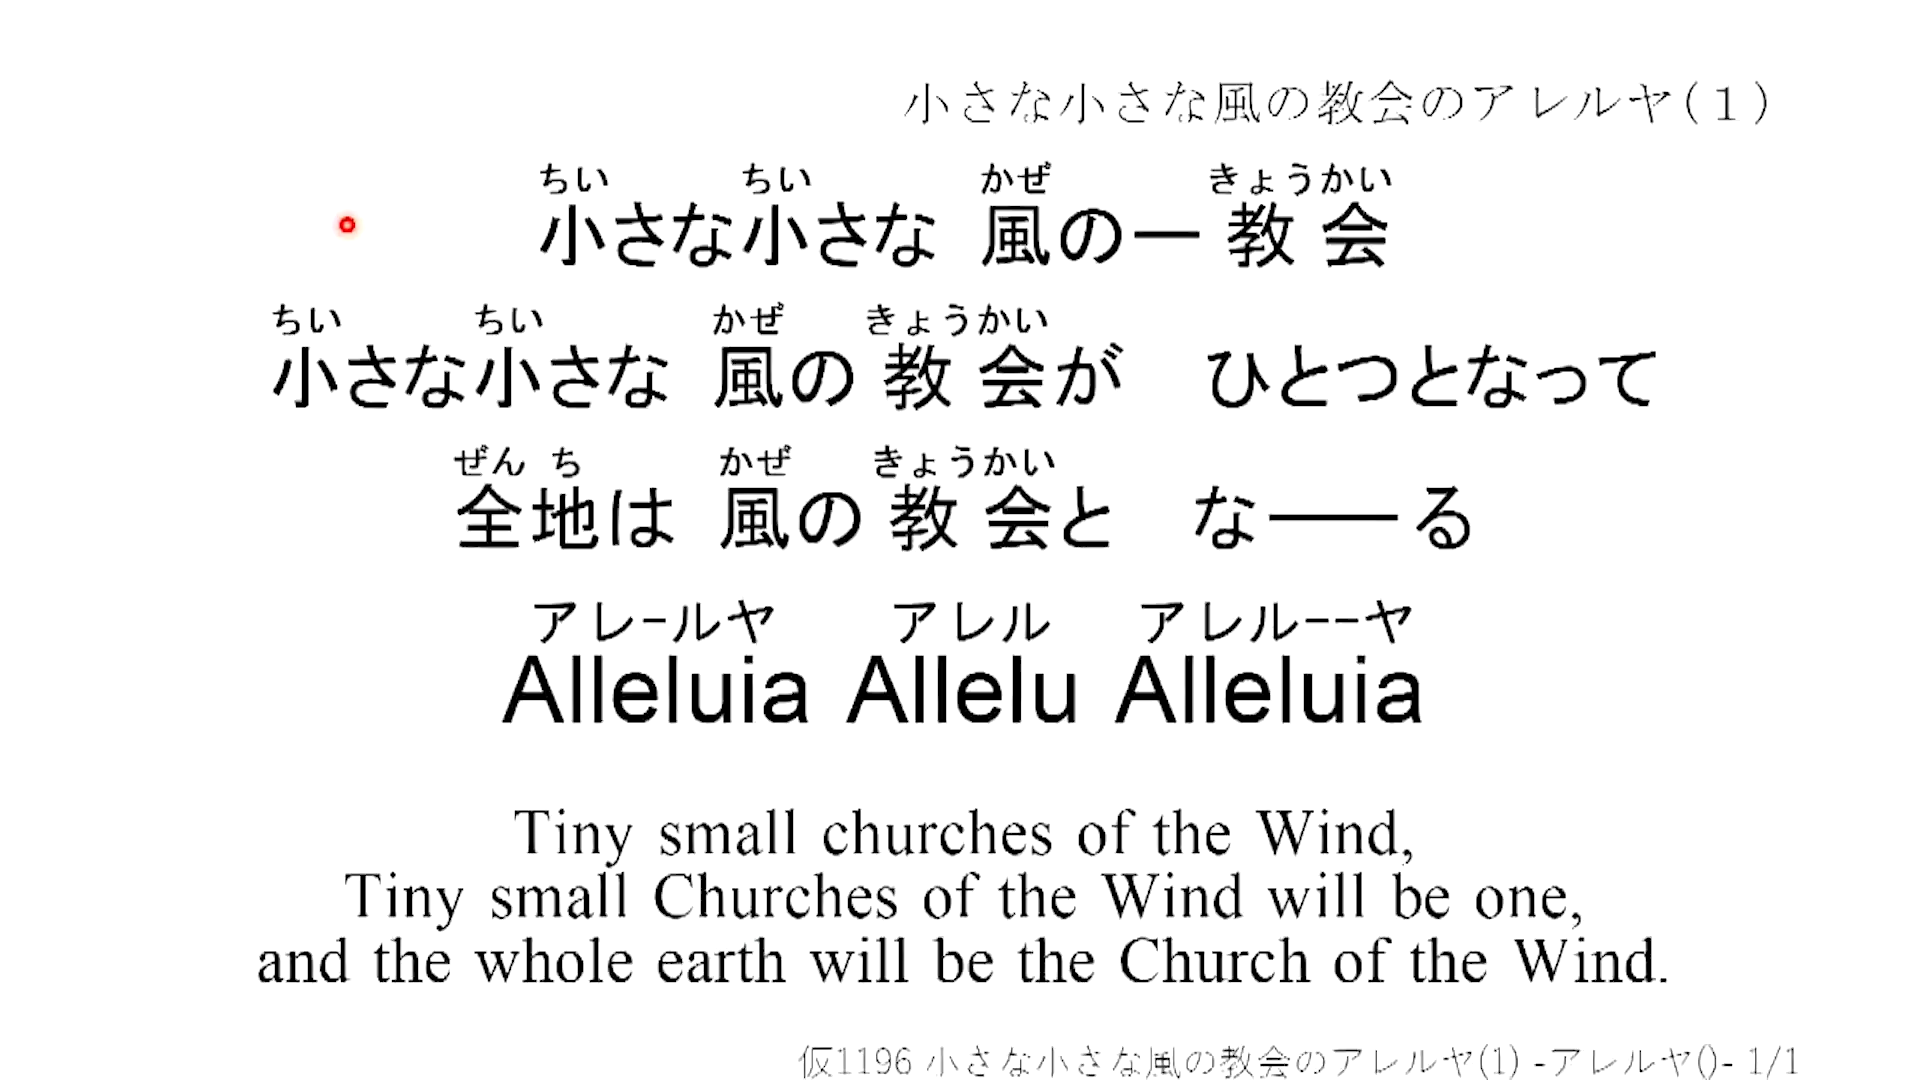 小さな小さな風の教会のアレルヤ(１)
ちい ちい かぜ きょうかい
小さな小さな 風の一 教会
ちい ちい かぜ きょうかい
小さな小さな 風の教会が ひとつとなって
ぜん ち かぜ きょうかい
全地は 風の教会と な――る
アレ-ルヤ アレル アレル--ヤ
Alleluia Allelu Alleluia
Tiny small churches of the Wind,
Tiny small Churches of the Wind will be one,
and the whole earth will be the Church of the Wind.
仮1196 小さな小さな風の教会のアレルヤ(1) -アレルヤ()- 1/1